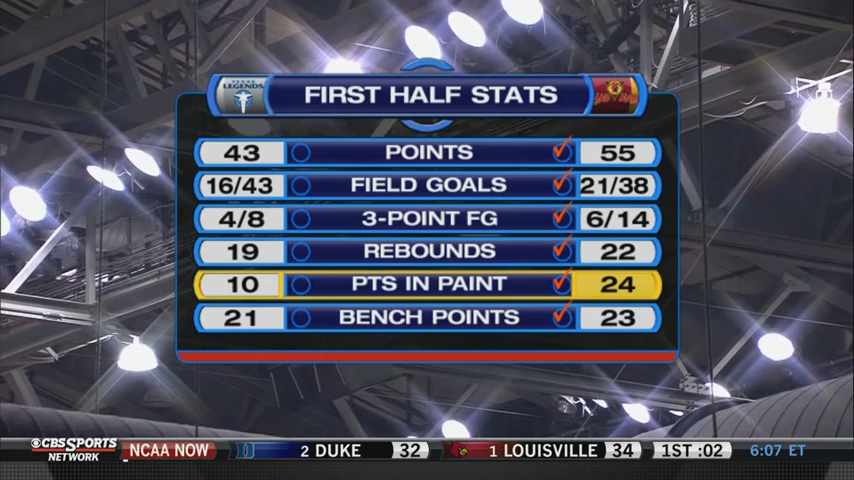 TEXAS
LEGENDS
FIRST HALF STATS
43 POINTS 55
16/43 FIELD GOALS 21/38
4/8 3-POINT FG 6/14
19 REBOUNDS 22
10 PTS IN PAINT 24
21 BENCH POINTS 23
CBS SPORTS NETWORK NCAA NOW 2 DUKE 32 1 LOUISVILLE 34 1ST :02 6:07 ET